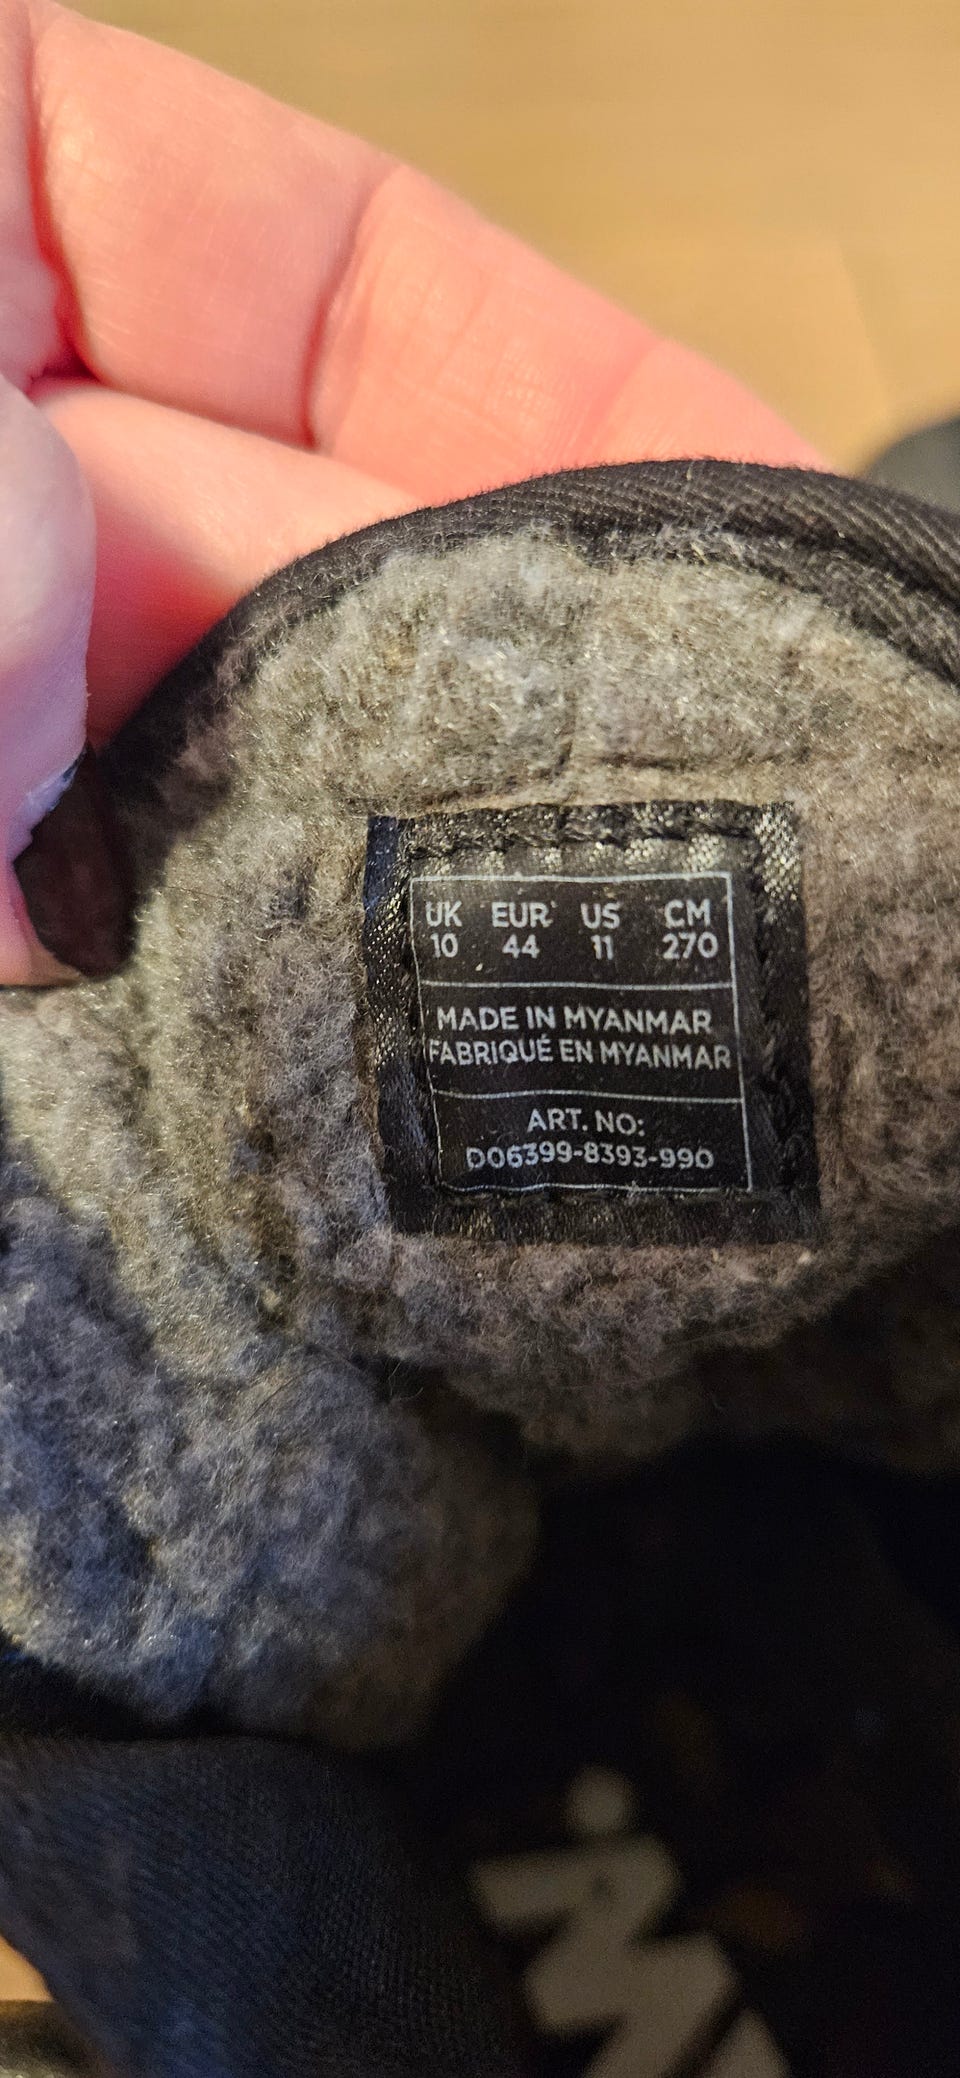 UK EUR US CM
10 44 11 270
MADE IN MYANMAR
FABRIQUÉ EN MYANMAR
ART. NO:
D06399-8393-990